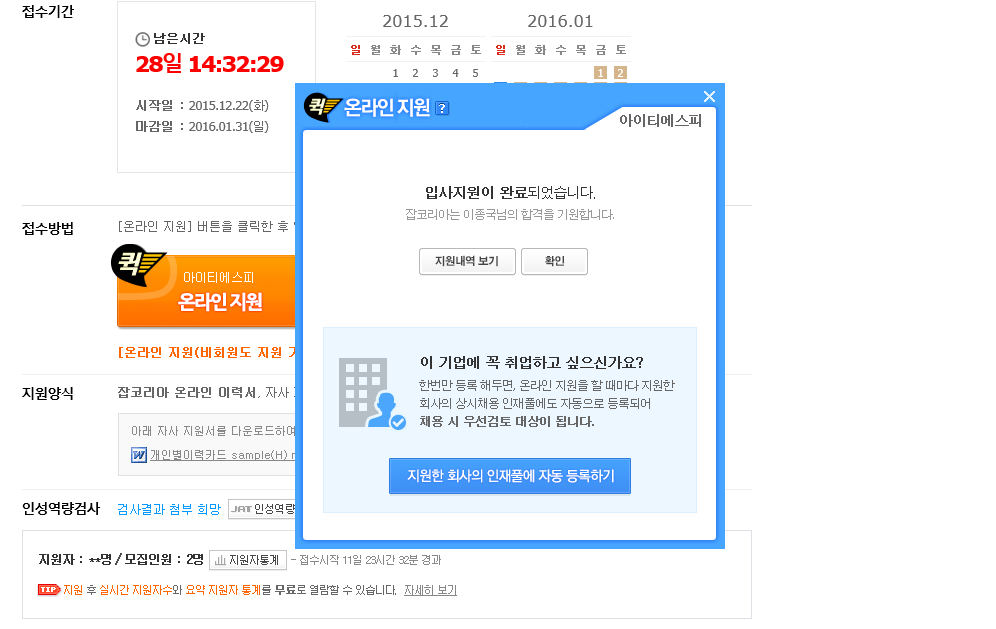 접수기간
남은시간
28일 14:32:29
시작일 : 2015.12.22(화)
마감일 : 2016.01.31(일)
2015.12
일 월 화 수 목 금 토
1 2 3 4 5
2016.01
일 월 화 수 목 금 토
1 2
퀵 온라인 지원 ?
아이티에스피
입사지원이 완료되었습니다.
잡코리아는 이종국님의 합격을 기원합니다.
지원내역 보기
확인
이 기업에 꼭 취업하고 싶으신가요?
한번만 등록 해두면, 온라인 지원을 할 때마다 지원한
회사의 상시채용 인재풀에도 자동으로 등록되어
채용 시 우선검토 대상이 됩니다.
지원한 회사의 인재풀에 자동 등록하기
접수방법
[온라인 지원] 버튼을 클릭한 후
퀵
아이티에스피
온라인 지원
[온라인 지원(비회원도 지원
지원양식
잡코리아 온라인 이력서, 자사
아래 자사 지원서를 다운로드하여
개인별이력카드 sample(H)
인성역량검사
검사결과 첨부 희망
JAT 인성역량
지원자 : **명 / 모집인원 : 2명
지원자통계
- 접수시작 11일 23시간 32분 경과
TIP 지원 후 실시간 지원자수와 요약 지원자 통계를 무료로 열람할 수 있습니다. 자세히 보기